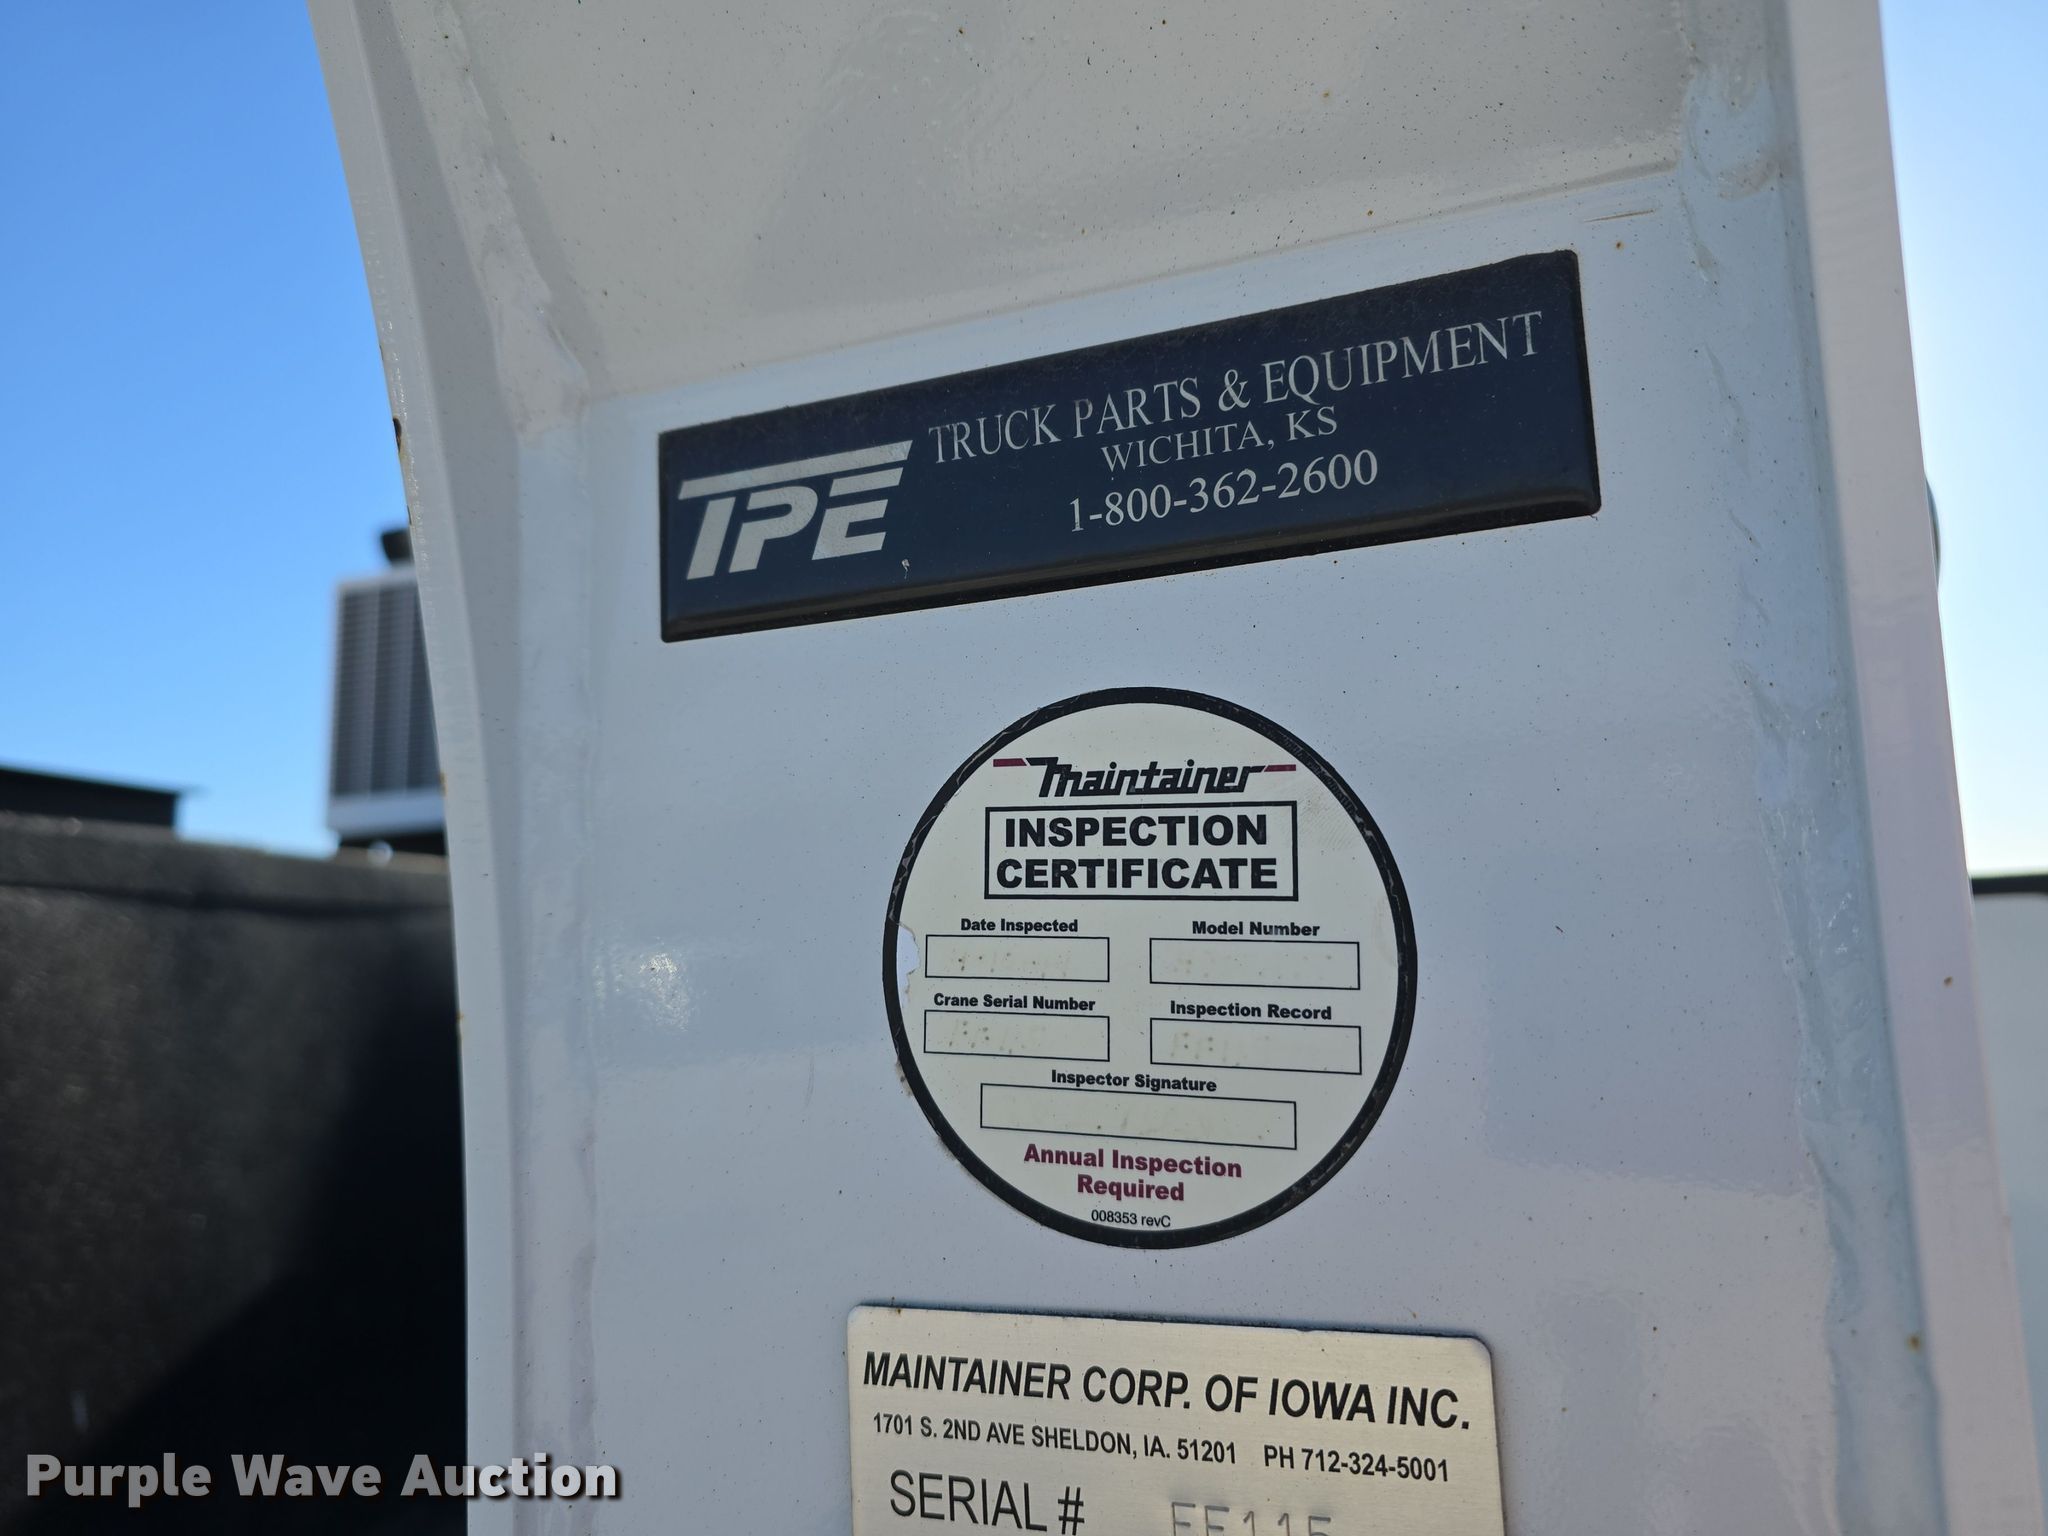 TPE
TRUCK PARTS & EQUIPMENT
WICHITA, KS
1-800-362-2600
Maintainer
INSPECTION
CERTIFICATE
Date Inspected
Model Number
Crane Serial Number
Inspection Record
Inspector Signature
Annual Inspection
Required
008353 revC
MAINTAINER CORP. OF IOWA INC.
1701 S. 2ND AVE SHELDON, IA. 51201 PH 712-324-5001
SERIAL #
Purple Wave Auction